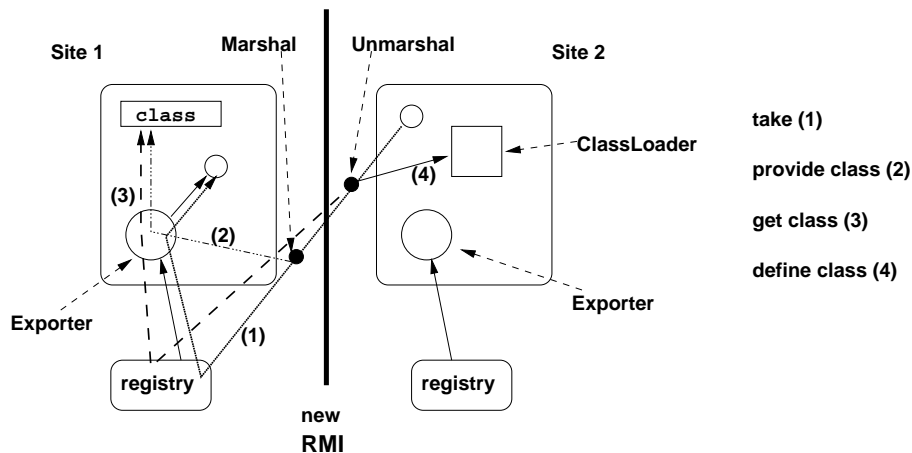 Marshal
Unmarshal
Site 1
Site 2
class
take (1)
ClassLoader
provide class (2)
(4)
(3)
(2)
get class (3)
define class (4)
Exporter
Exporter
(1)
registry
registry
new
RMI